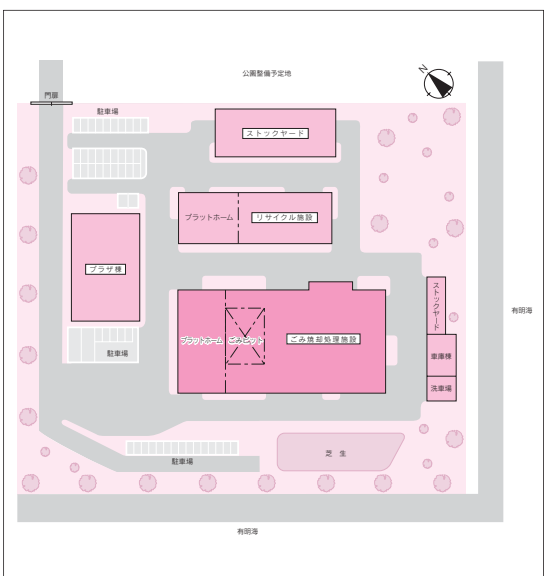 公園整備予定地
N
門扉
駐車場
ストックヤード
プラットホーム
リサイクル施設
プラザ棟
ストックヤード
有明海
プラットホーム
ごみピット
ごみ焼却処理施設
車庫棟
駐車場
洗車場
芝生
駐車場
有明海